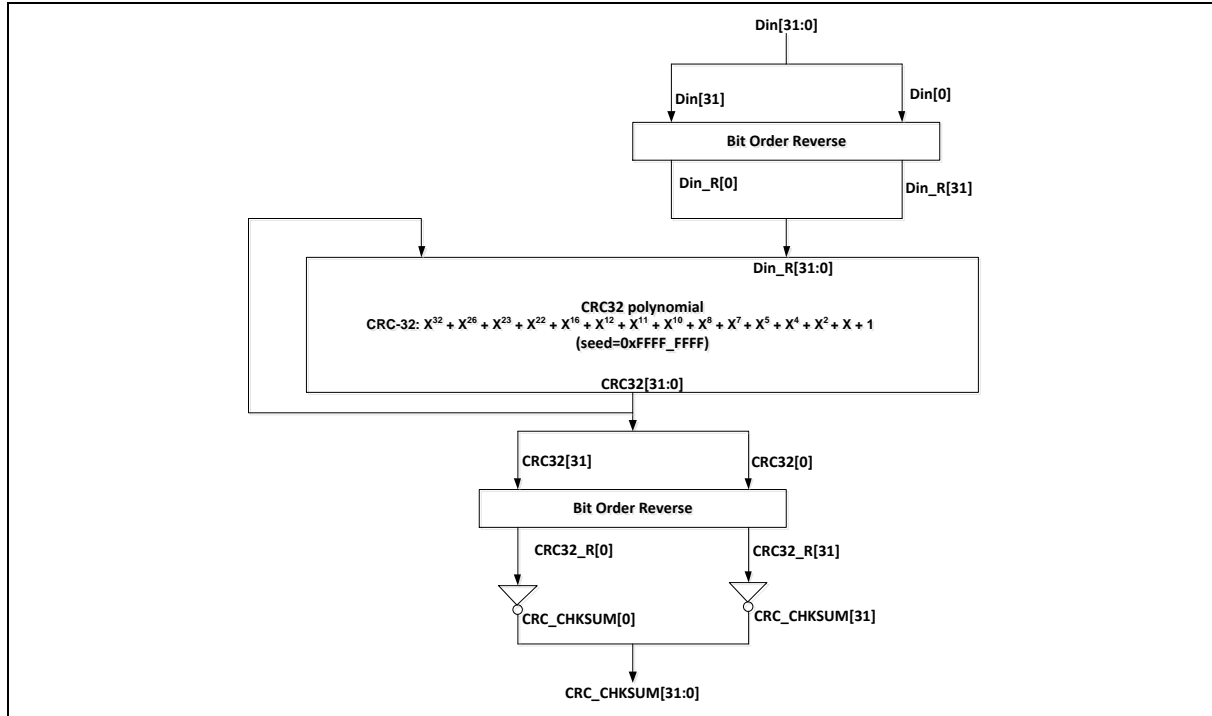 Din[31:0]
Din[31]
Din[0]
Bit Order Reverse
Din_R[0]
Din_R[31]
Din_R[31:0]
CRC32 polynomial
CRC-32: X³² + X²⁶ + X²³ + X²² + X¹⁶ + X¹² + X¹¹ + X¹⁰ + X⁸ + X⁷ + X⁵ + X⁴ + X² + X + 1
(seed=0xFFFF_FFFF)
CRC32[31:0]
CRC32[31]
CRC32[0]
Bit Order Reverse
CRC32_R[0]
CRC32_R[31]
CRC_CHKSUM[0]
CRC_CHKSUM[31]
CRC_CHKSUM[31:0]